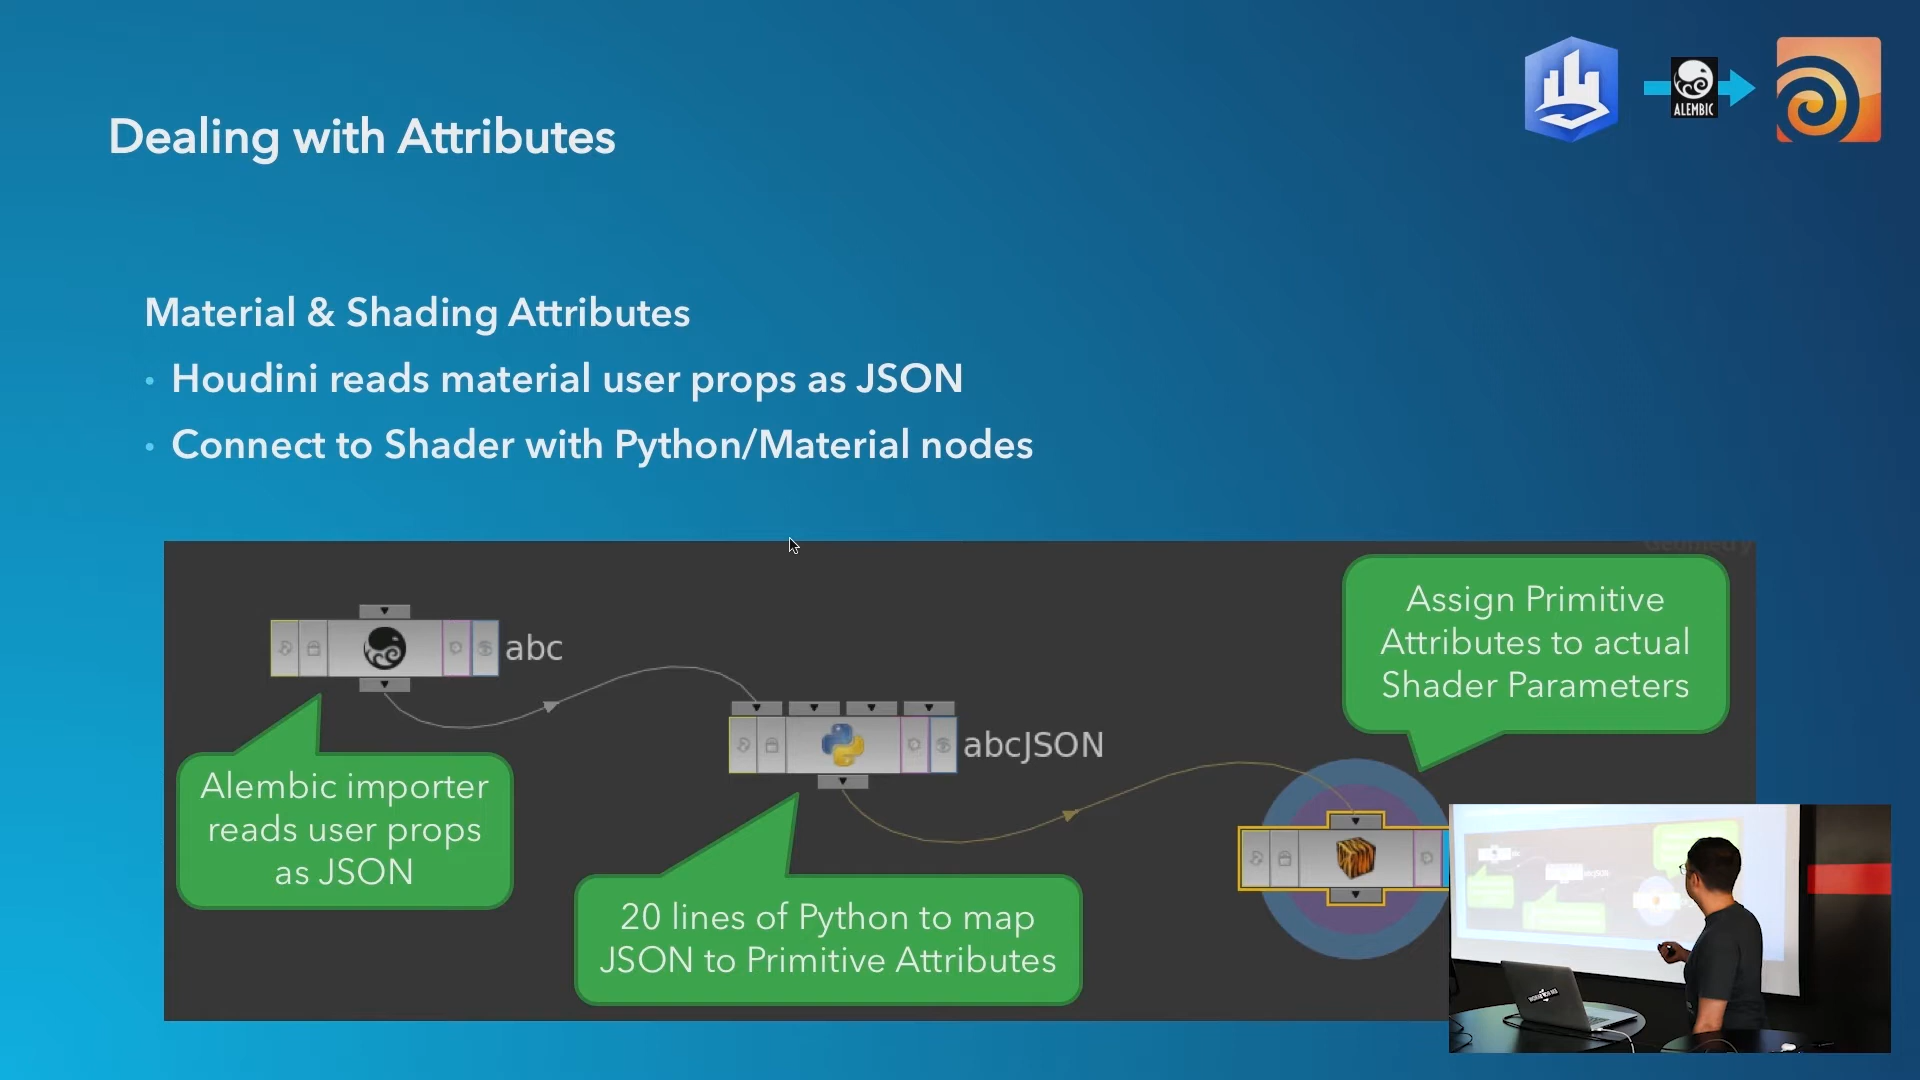 ALEMBIC
Dealing with Attributes
Material & Shading Attributes
• Houdini reads material user props as JSON
• Connect to Shader with Python/Material nodes
Geometry
abc
Assign Primitive
Attributes to actual
Shader Parameters
abcJSON
Alembic importer
reads user props
as JSON
20 lines of Python to map
JSON to Primitive Attributes